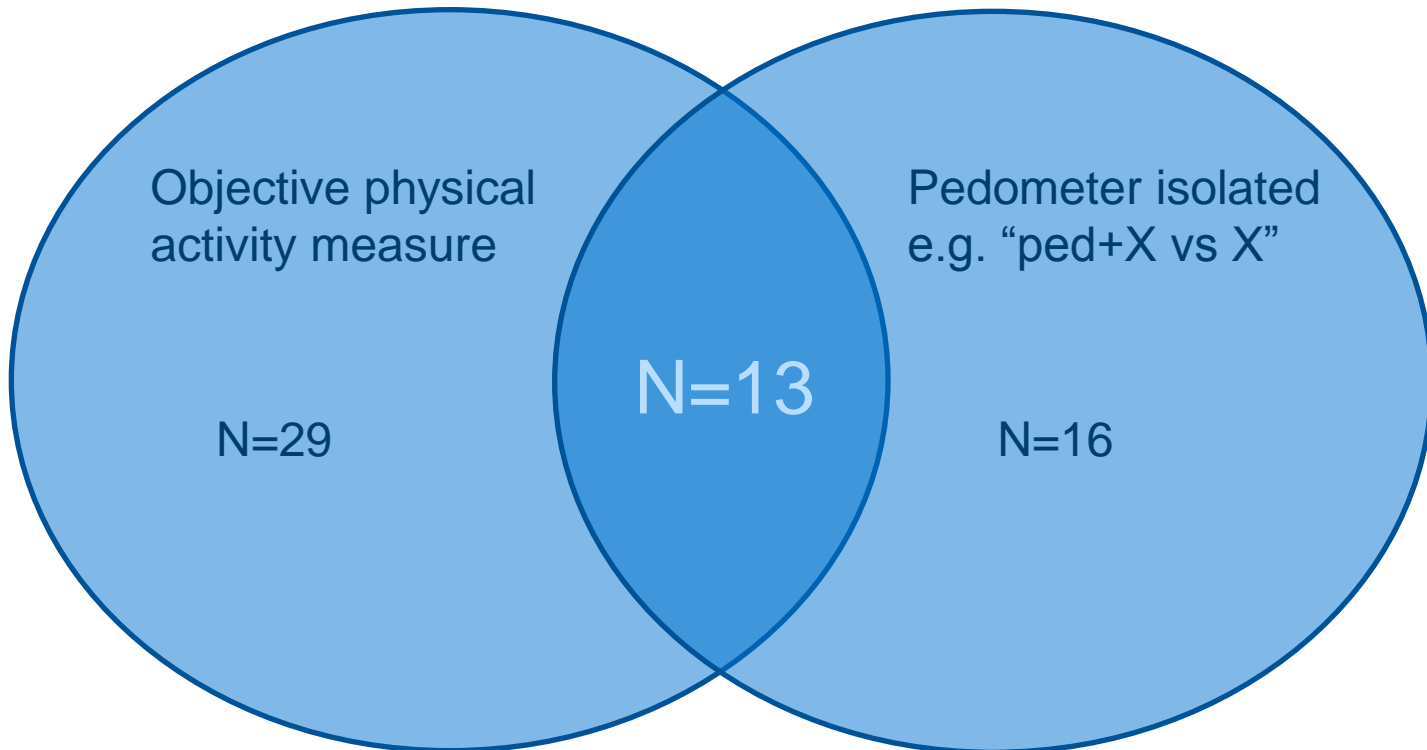 Objective physical
activity measure
Pedometer isolated
e.g. “ped+X vs X”
N=13
N=29
N=16